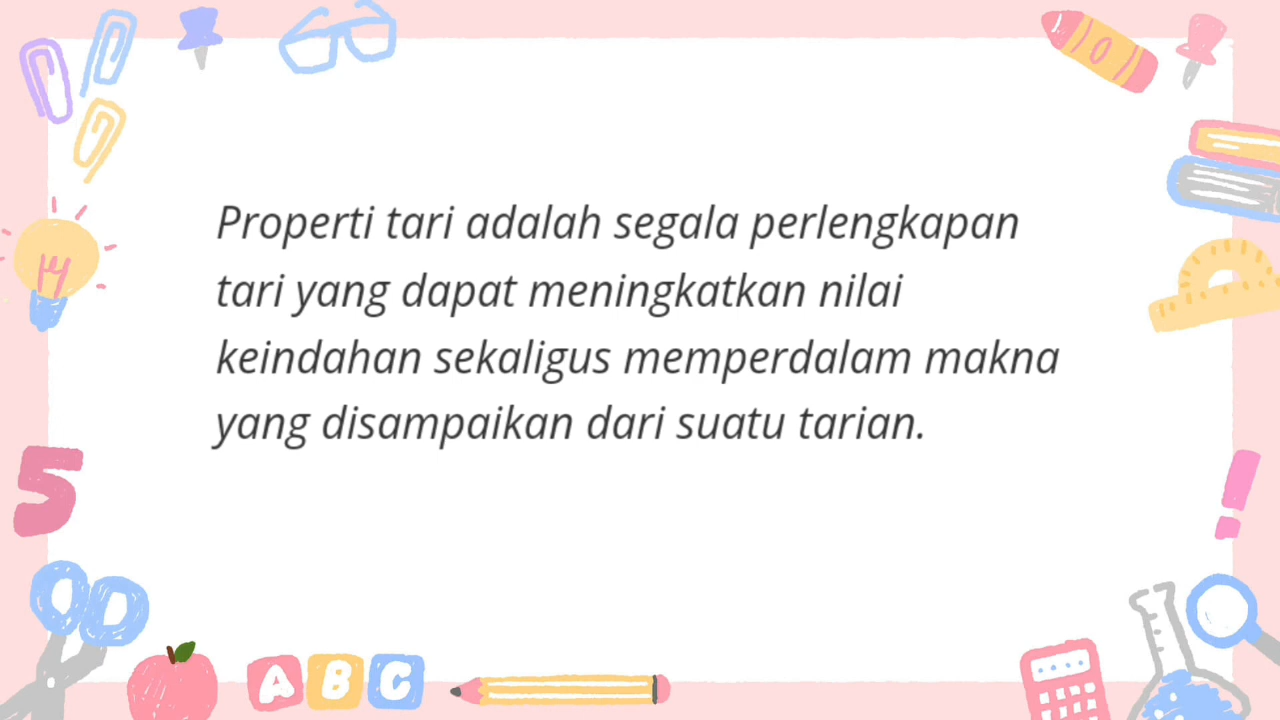 Properti tari adalah segala perlengkapan
tari yang dapat meningkatkan nilai
keindahan sekaligus memperdalam makna
yang disampaikan dari suatu tarian.
5
!
A B C